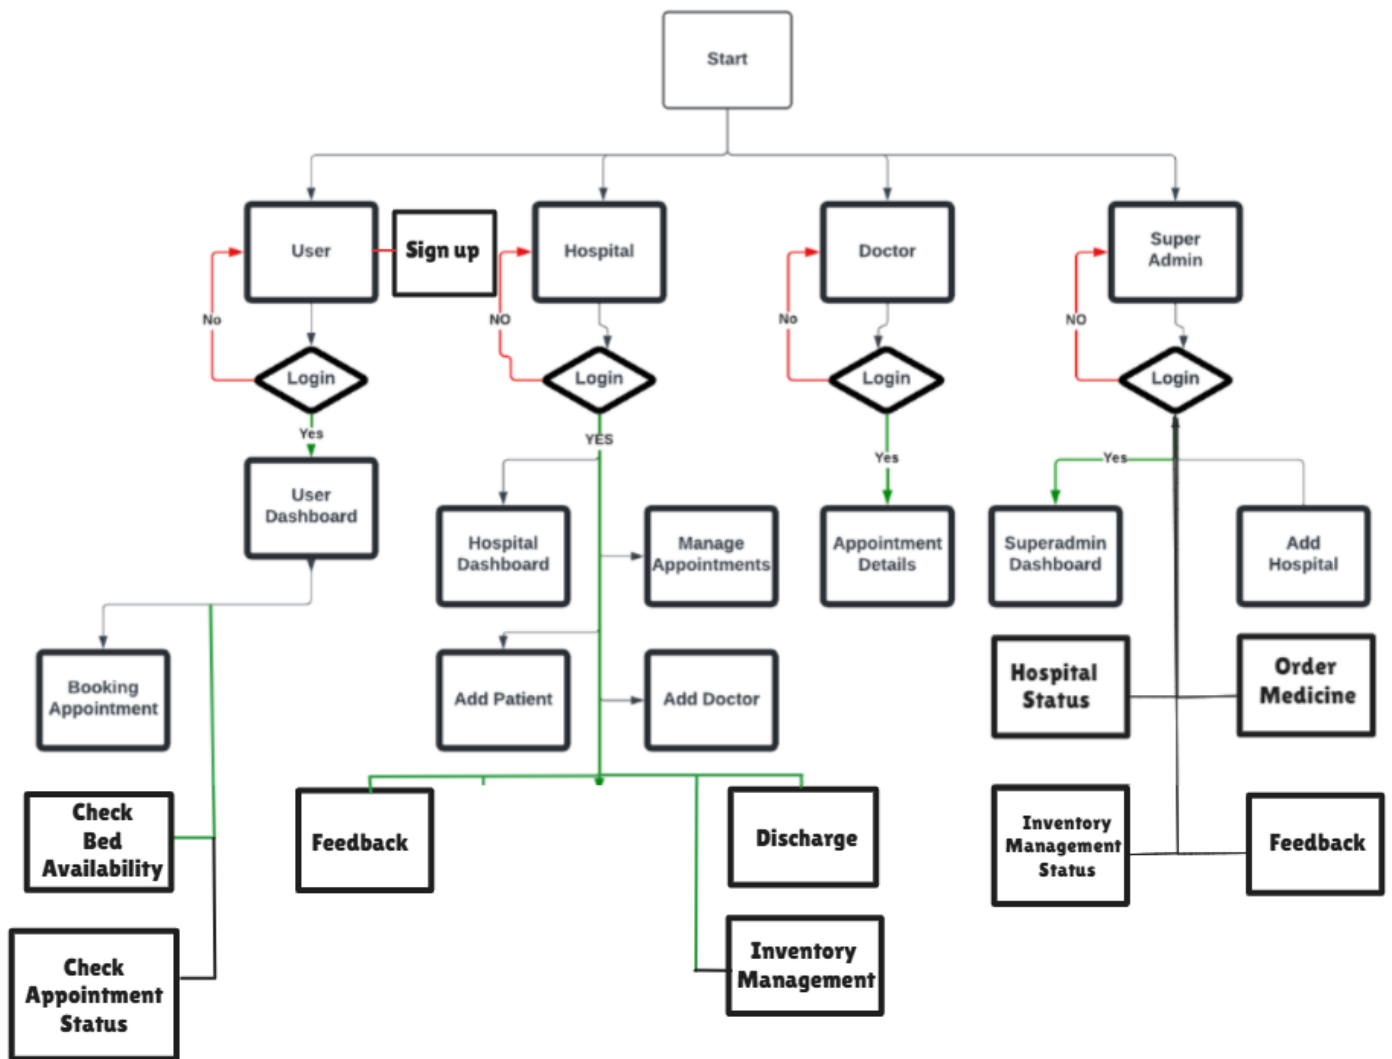 Start
User
Sign up
Hospital
Doctor
Super
Admin
No
NO
No
NO
Login
Login
Login
Login
Yes
YES
Yes
Yes
User
Dashboard
Hospital
Dashboard
Manage
Appointments
Appointment
Details
Superadmin
Dashboard
Add
Hospital
Booking
Appointment
Add Patient
Add Doctor
Hospital
Status
Order
Medicine
Check
Bed
Availability
Feedback
Discharge
Inventory
Management
Status
Feedback
Check
Appointment
Status
Inventory
Management